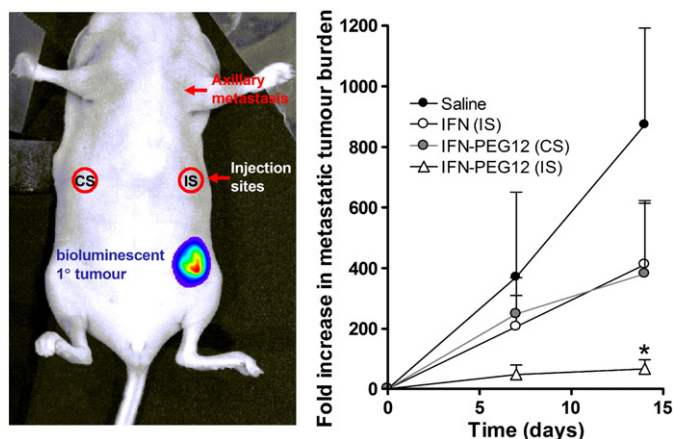 Axillary
metastasis
CS
IS
Injection
sites
bioluminescent
1° tumour
Fold increase in metastatic tumour burden
1200
1000
800
600
400
200
0
Saline
IFN (IS)
IFN-PEG12 (CS)
IFN-PEG12 (IS)
*
0
5
10
15
Time (days)